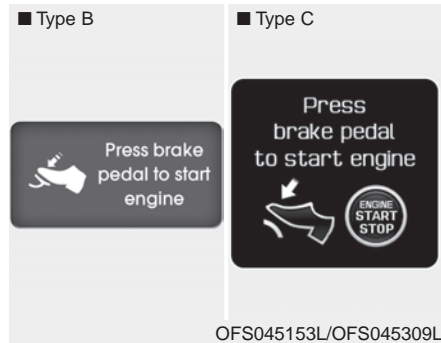 ■ Type B
Press brake
pedal to start
engine
■ Type C
Press
brake pedal
to start engine
ENGINE
START
STOP
OFS045153L/OFS045309L